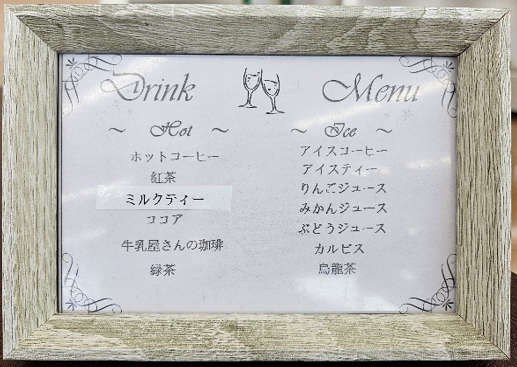 Drink Menu
～ Hot ～
ホットコーヒー
紅茶
ミルクティー
ココア
牛乳屋さんの珈琲
緑茶
～ Ice ～
アイスコーヒー
アイスティー
りんごジュース
みかんジュース
ぶどうジュース
カルピス
烏龍茶